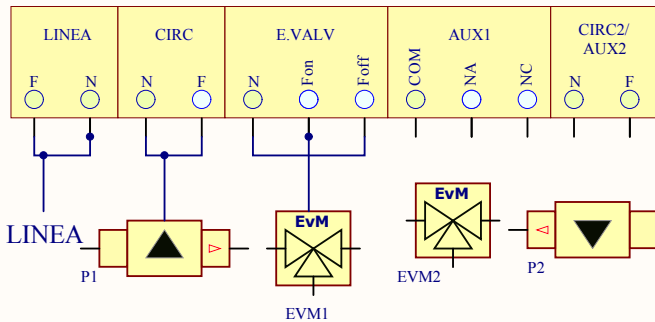 LINEA
CIRC
E.VALV
AUX1
CIRC2/
AUX2
F
N
N
F
N
Fon
Foff
COM
NA
NC
N
F
LINEA
P1
EvM
EVM1
EvM
EVM2
P2